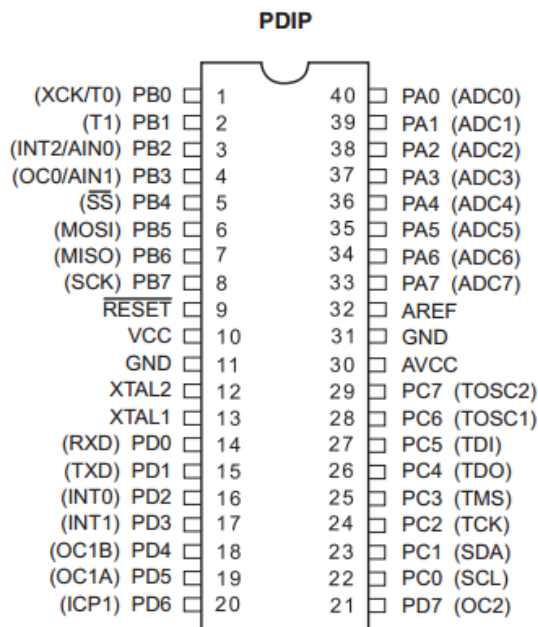 PDIP
(XCK/T0) PB0 1 40 PA0 (ADC0)
(T1) PB1 2 39 PA1 (ADC1)
(INT2/AIN0) PB2 3 38 PA2 (ADC2)
(OC0/AIN1) PB3 4 37 PA3 (ADC3)
(S̅S̅) PB4 5 36 PA4 (ADC4)
(MOSI) PB5 6 35 PA5 (ADC5)
(MISO) PB6 7 34 PA6 (ADC6)
(SCK) PB7 8 33 PA7 (ADC7)
R̅E̅S̅E̅T̅ 9 32 AREF
VCC 10 31 GND
GND 11 30 AVCC
XTAL2 12 29 PC7 (TOSC2)
XTAL1 13 28 PC6 (TOSC1)
(RXD) PD0 14 27 PC5 (TDI)
(TXD) PD1 15 26 PC4 (TDO)
(INT0) PD2 16 25 PC3 (TMS)
(INT1) PD3 17 24 PC2 (TCK)
(OC1B) PD4 18 23 PC1 (SDA)
(OC1A) PD5 19 22 PC0 (SCL)
(ICP1) PD6 20 21 PD7 (OC2)